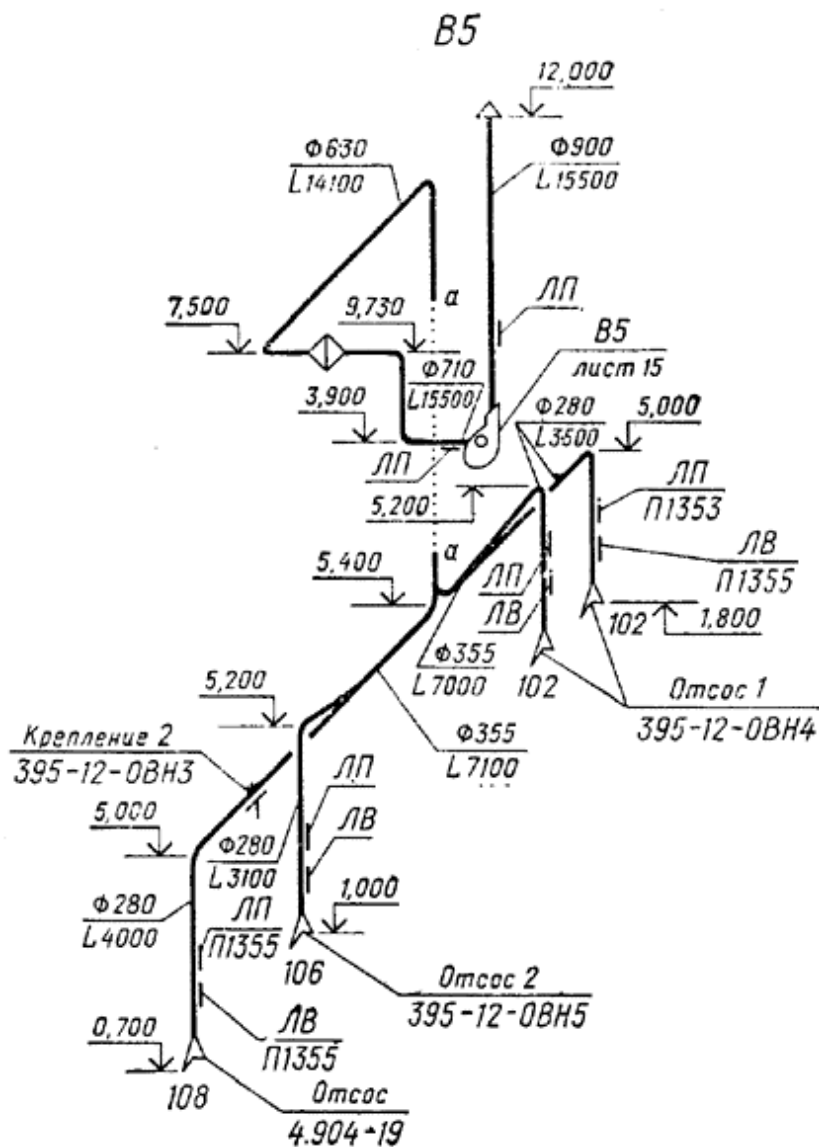 В5
12,000
Ф630
L14100
Ф900
L15500
а
ЛП
7,500
9,730
В5
лист 15
Ф710
L15500
3,900
ЛП
Ф280
L3500
5,000
5,200
ЛП
П1353
ЛВ
П1355
5,400
а
ЛП
ЛВ
102
1,800
Ф355
L7000
102
Отсос 1
395-12-ОВН4
5,200
Ф355
L7100
Крепление 2
395-12-ОВН3
ЛП
5,000
ЛВ
Ф280
L3100
1,000
Ф280
L4000
ЛП
П1355
106
Отсос 2
395-12-ОВН5
0,700
ЛВ
П1355
108
Отсос
4.904-19